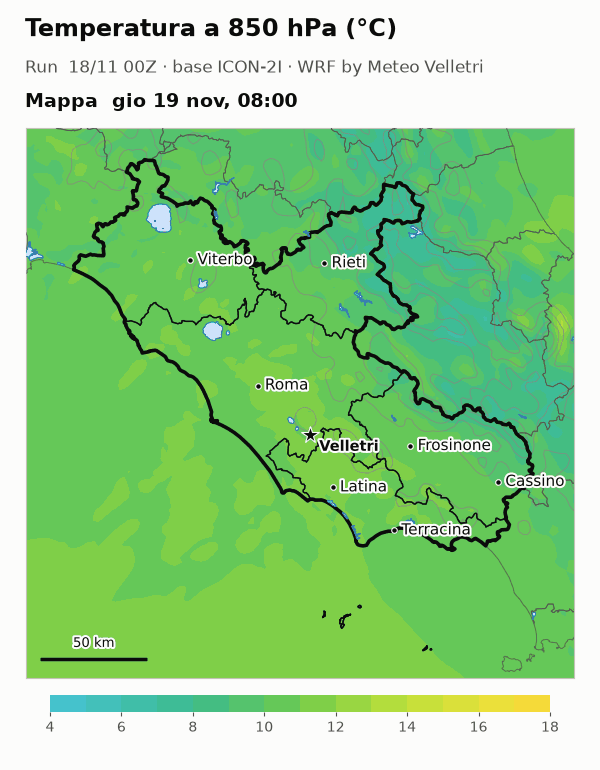 Temperatura a 850 hPa (°C)
Run  18/11 00Z · base ICON-2I · WRF by Meteo Velletri
Mappa  gio 19 nov, 08:00
Viterbo
Rieti
Roma
Velletri
Frosinone
Cassino
Latina
Terracina
50 km
4 6 8 10 12 14 16 18